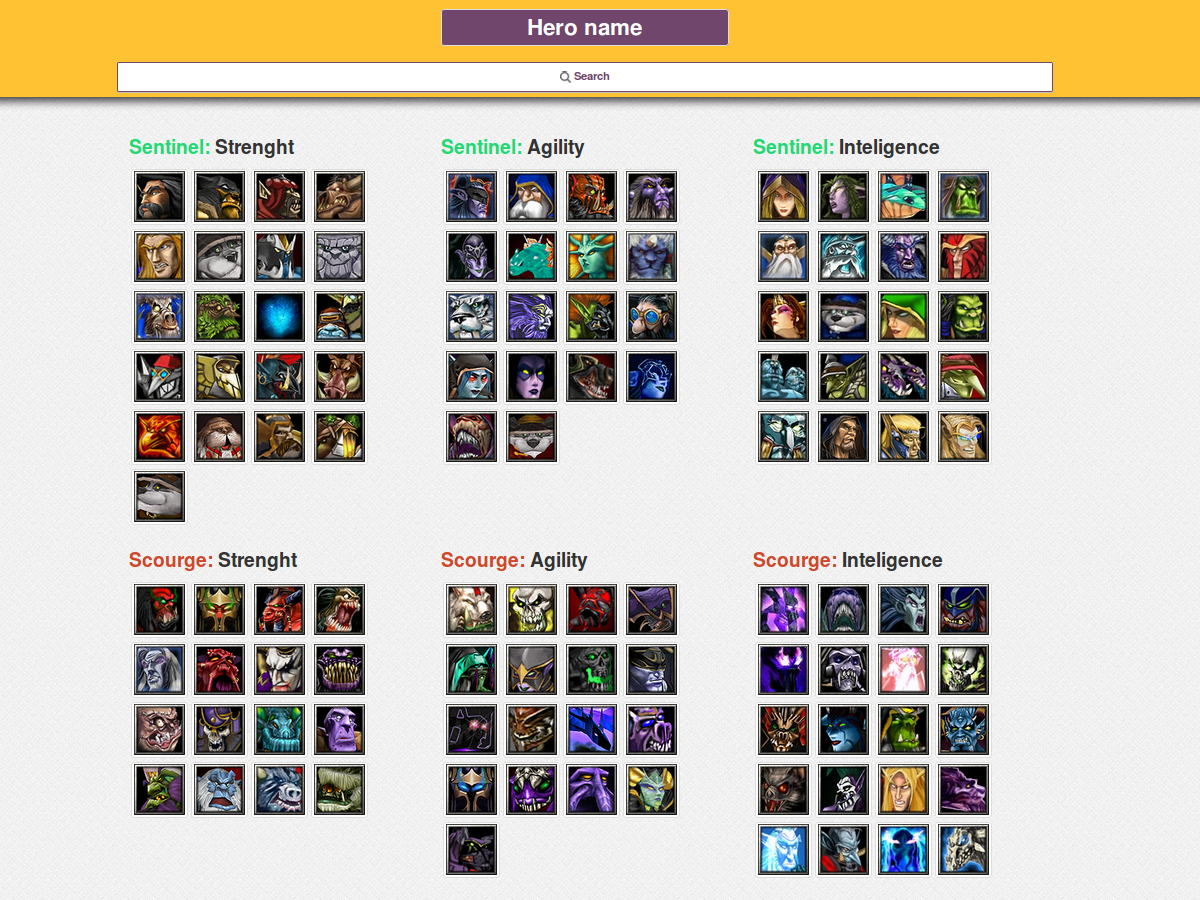 Hero name
Search
Sentinel: Strenght
Sentinel: Agility
Sentinel: Inteligence
Scourge: Strenght
Scourge: Agility
Scourge: Inteligence